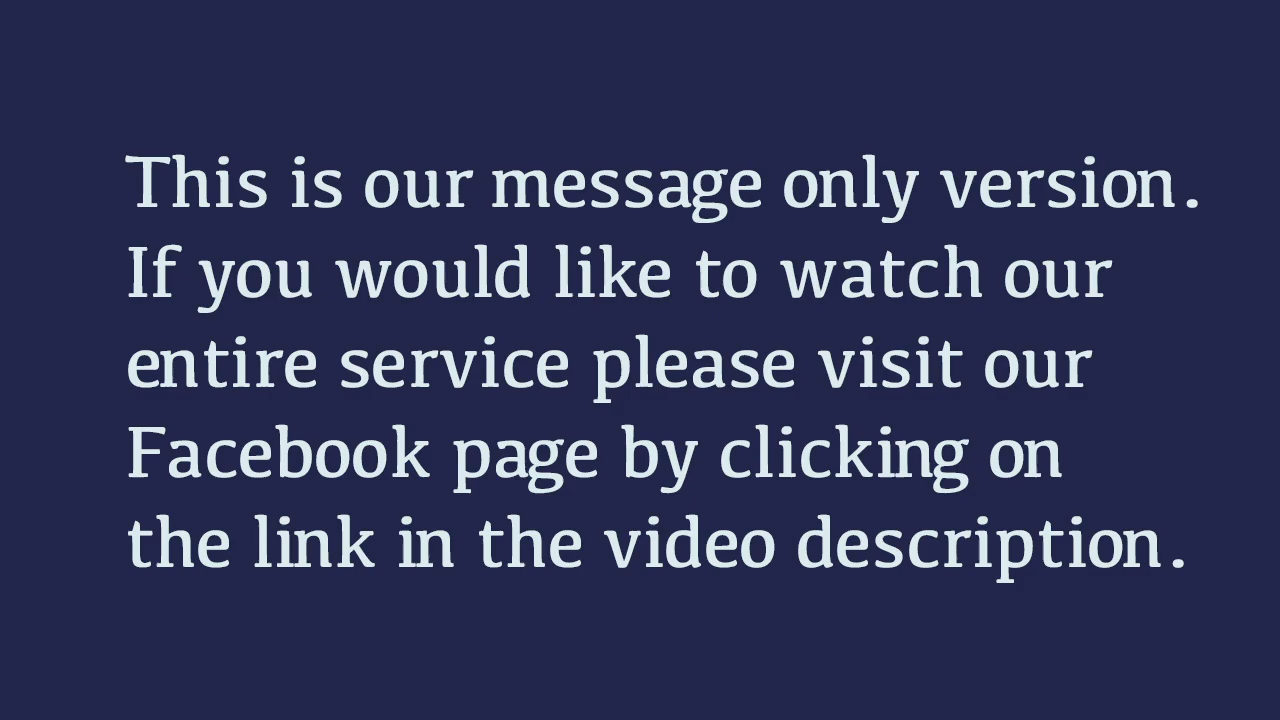 This is our message only version.
If you would like to watch our
entire service please visit our
Facebook page by clicking on
the link in the video description.